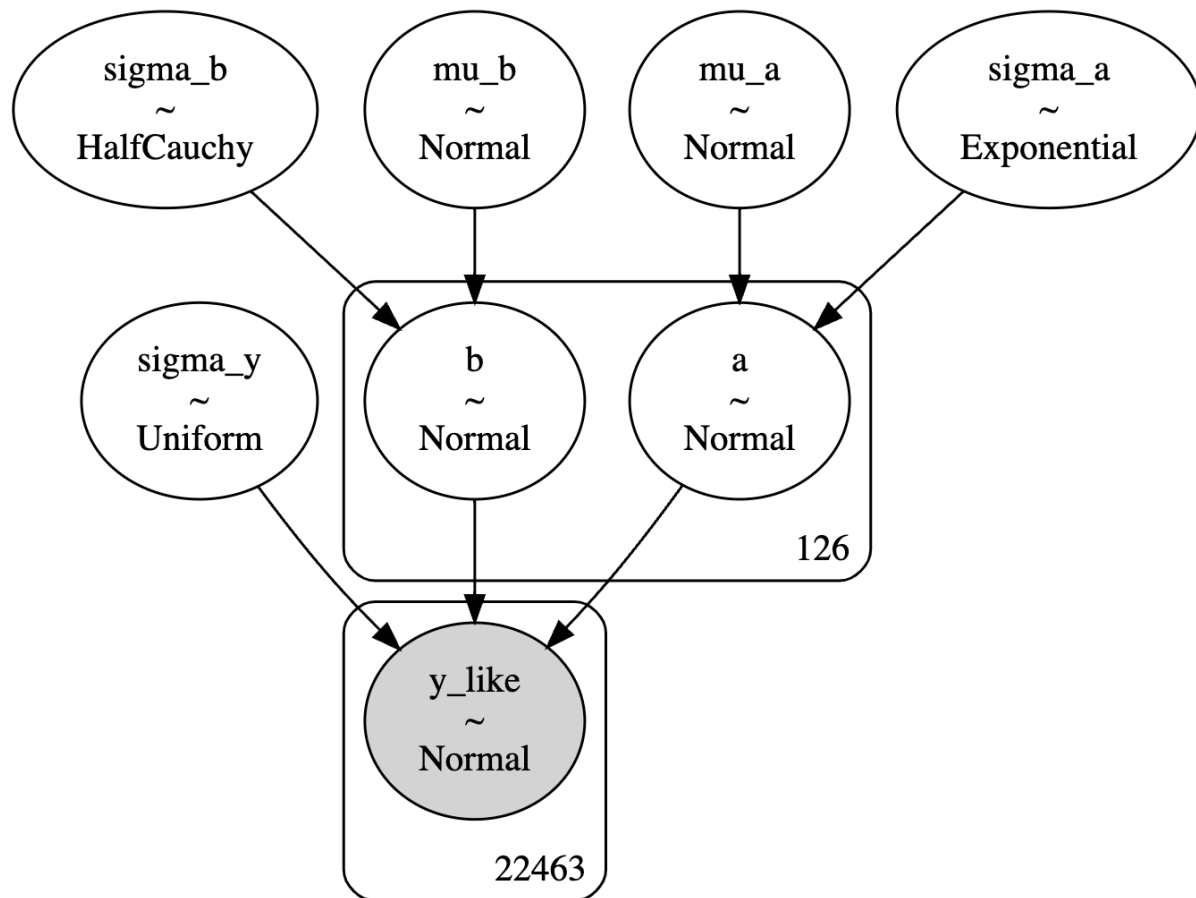 sigma_b
~
HalfCauchy
mu_b
~
Normal
mu_a
~
Normal
sigma_a
~
Exponential
sigma_y
~
Uniform
b
~
Normal
a
~
Normal
126
y_like
~
Normal
22463